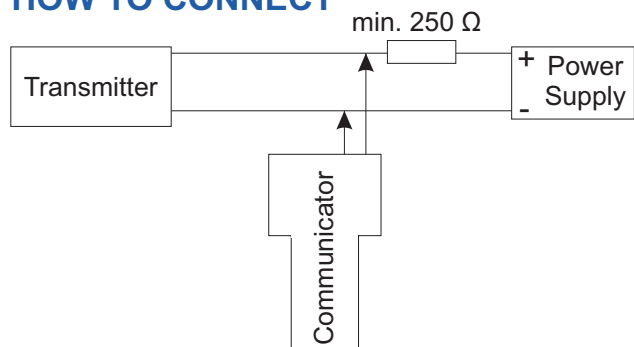 HOW TO CONNECT
min. 250 Ω
Transmitter
+ Power
- Supply
Communicator